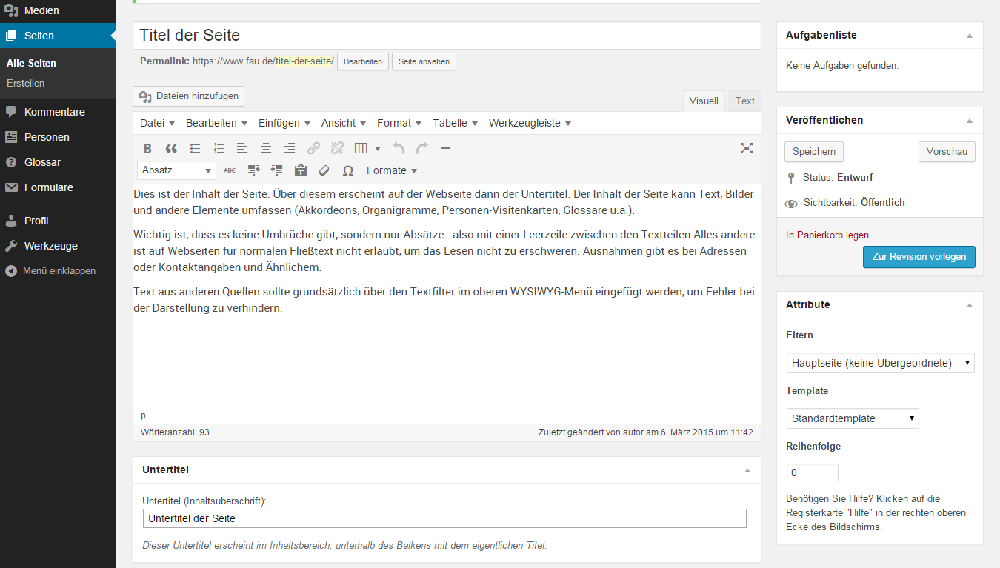 Medien
Seiten
Alle Seiten
Erstellen
Kommentare
Personen
Glossar
Formulare
Profil
Werkzeuge
Menü einklappen
Titel der Seite
Permalink: https://www.fau.de/titel-der-seite/ Bearbeiten Seite ansehen
Dateien hinzufügen
Visuell Text
Datei Bearbeiten Einfügen Ansicht Format Tabelle Werkzeugleiste
B
Absatz ABC Ω Formate
Dies ist der Inhalt der Seite. Über diesem erscheint auf der Webseite dann der Untertitel. Der Inhalt der Seite kann Text, Bilder
und andere Elemente umfassen (Akkordeons, Organigramme, Personen-Visitenkarten, Glossare u.a.).
Wichtig ist, dass es keine Umbrüche gibt, sondern nur Absätze - also mit einer Leerzeile zwischen den Textteilen.Alles andere
ist auf Webseiten für normalen Fließtext nicht erlaubt, um das Lesen nicht zu erschweren. Ausnahmen gibt es bei Adressen
oder Kontaktangaben und Ähnlichem.
Text aus anderen Quellen sollte grundsätzlich über den Textfilter im oberen WYSIWYG-Menü eingefügt werden, um Fehler bei
der Darstellung zu verhindern.
p
Wörteranzahl: 93 Zuletzt geändert von autor am 6. März 2015 um 11:42
Untertitel
Untertitel (Inhaltsüberschrift):
Untertitel der Seite
Dieser Untertitel erscheint im Inhaltsbereich, unterhalb des Balkens mit dem eigentlichen Titel.
Aufgabenliste
Keine Aufgaben gefunden.
Veröffentlichen
Speichern Vorschau
Status: Entwurf
Sichtbarkeit: Öffentlich
In Papierkorb legen
Zur Revision vorlegen
Attribute
Eltern
Hauptseite (keine Übergeordnete)
Template
Standardtemplate
Reihenfolge
0
Benötigen Sie Hilfe? Klicken auf die
Registerkarte "Hilfe" in der rechten oberen
Ecke des Bildschirms.